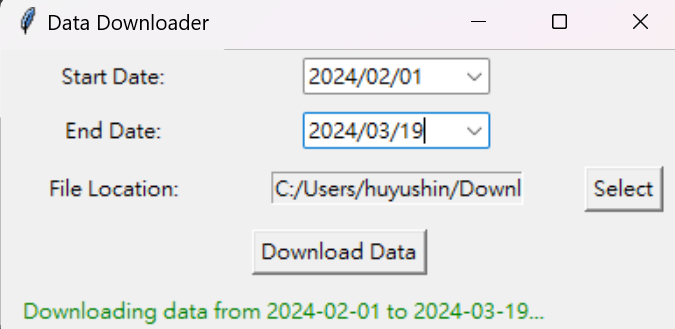 Data Downloader
Start Date: 2024/02/01
End Date: 2024/03/19
File Location: C:/Users/huyushin/Downl Select
Download Data
Downloading data from 2024-02-01 to 2024-03-19...